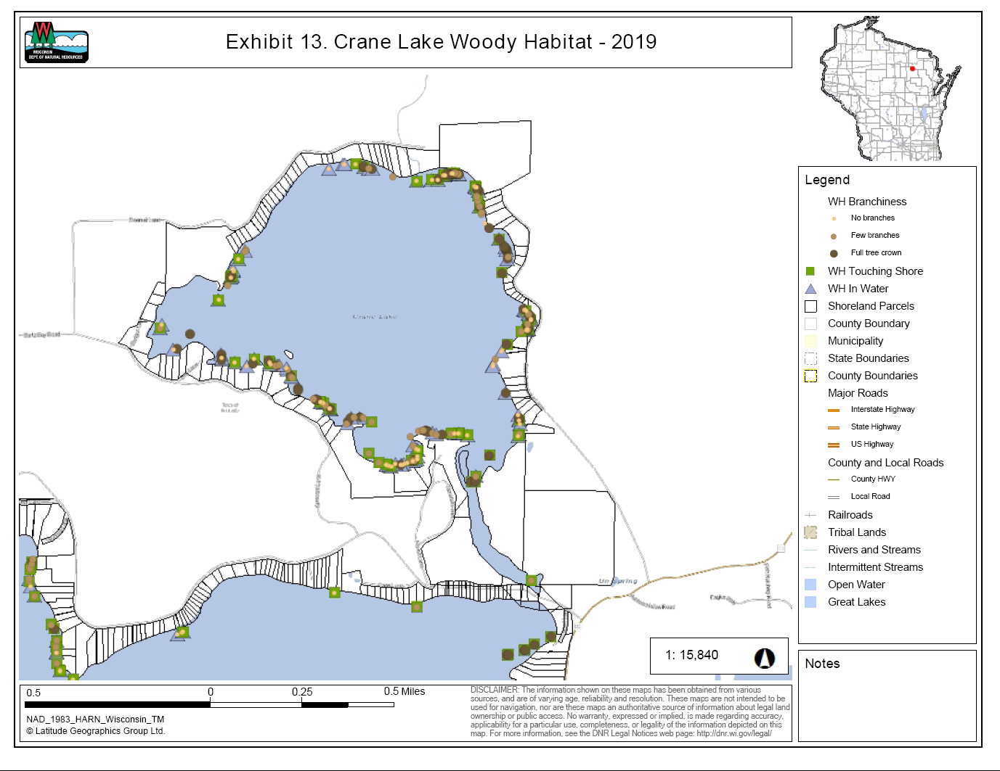 WISCONSIN
DEPT. OF NATURAL RESOURCES
Exhibit 13. Crane Lake Woody Habitat - 2019
Crane Lake
Un Spring
Legend
WH Branchiness
No branches
Few branches
Full tree crown
WH Touching Shore
WH In Water
Shoreland Parcels
County Boundary
Municipality
State Boundaries
County Boundaries
Major Roads
Interstate Highway
State Highway
US Highway
County and Local Roads
County HWY
Local Road
Railroads
Tribal Lands
Rivers and Streams
Intermittent Streams
Open Water
Great Lakes
1: 15,840
Notes
0.5
0
0.25
0.5 Miles
NAD_1983_HARN_Wisconsin_TM
© Latitude Geographics Group Ltd.
DISCLAIMER: The information shown on these maps has been obtained from various
sources, and are of varying age, reliability and resolution. These maps are not intended to be
used for navigation, nor are these maps an authoritative source of information about legal land
ownership or public access. No warranty, expressed or implied, is made regarding accuracy,
applicability for a particular use, completeness, or legality of the information depicted on this
map. For more information, see the DNR Legal Notices web page: http://dnr.wi.gov/legal/